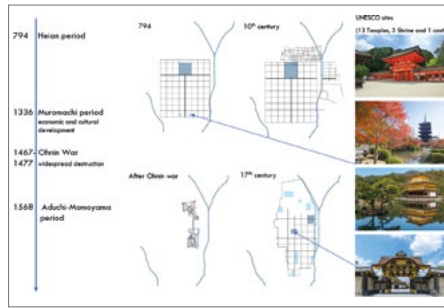 794 Heian period
1336 Muromachi period
economic and cultural
development
1467- Ohnin War
1477 widespread destruction
1568 Aduchi-Momoyama
period
794
10th century
After Ohnin war
17th century
UNESCO sites
(13 Temples, 3 Shrine and 1 cast